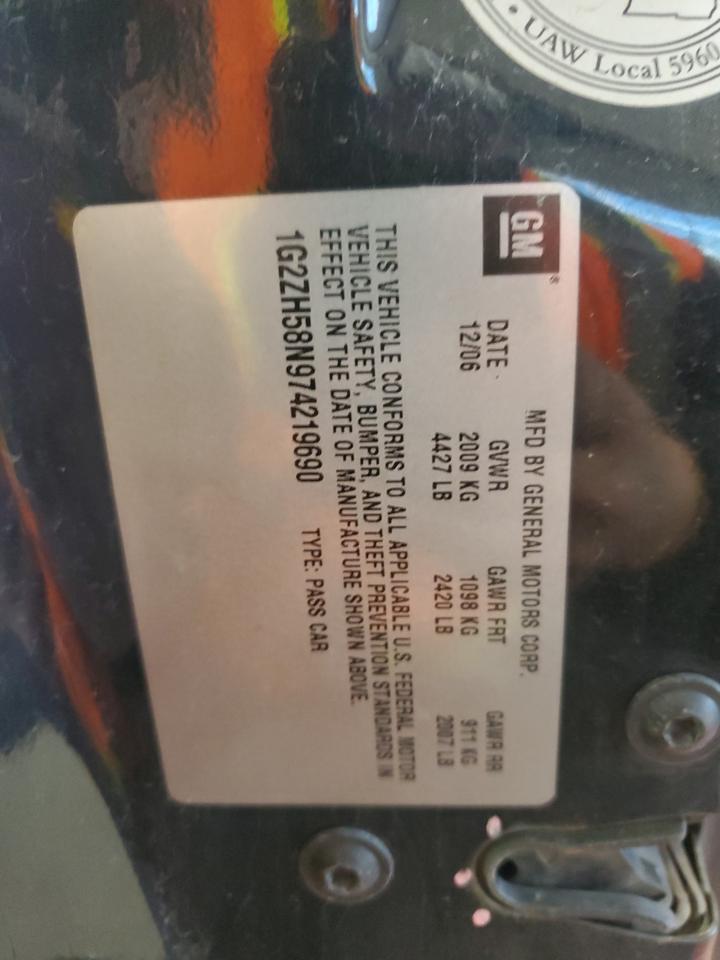 UAW Local 5960
GM®
MFD BY GENERAL MOTORS CORP.
DATE GVWR GAWR FRT GAWR RR
12/06 2009 KG 1098 KG 911 KG
4427 LB 2420 LB 2007 LB
THIS VEHICLE CONFORMS TO ALL APPLICABLE U.S. FEDERAL MOTOR
VEHICLE SAFETY, BUMPER, AND THEFT PREVENTION STANDARDS IN
EFFECT ON THE DATE OF MANUFACTURE SHOWN ABOVE.
1G2ZH58N974219690 TYPE: PASS CAR